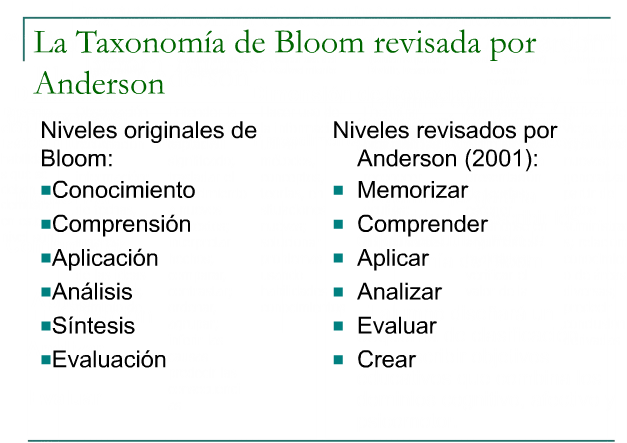 La Taxonomía de Bloom revisada por
Anderson
Niveles originales de
Bloom:
Conocimiento
Comprensión
Aplicación
Análisis
Síntesis
Evaluación
Niveles revisados por
Anderson (2001):
Memorizar
Comprender
Aplicar
Analizar
Evaluar
Crear